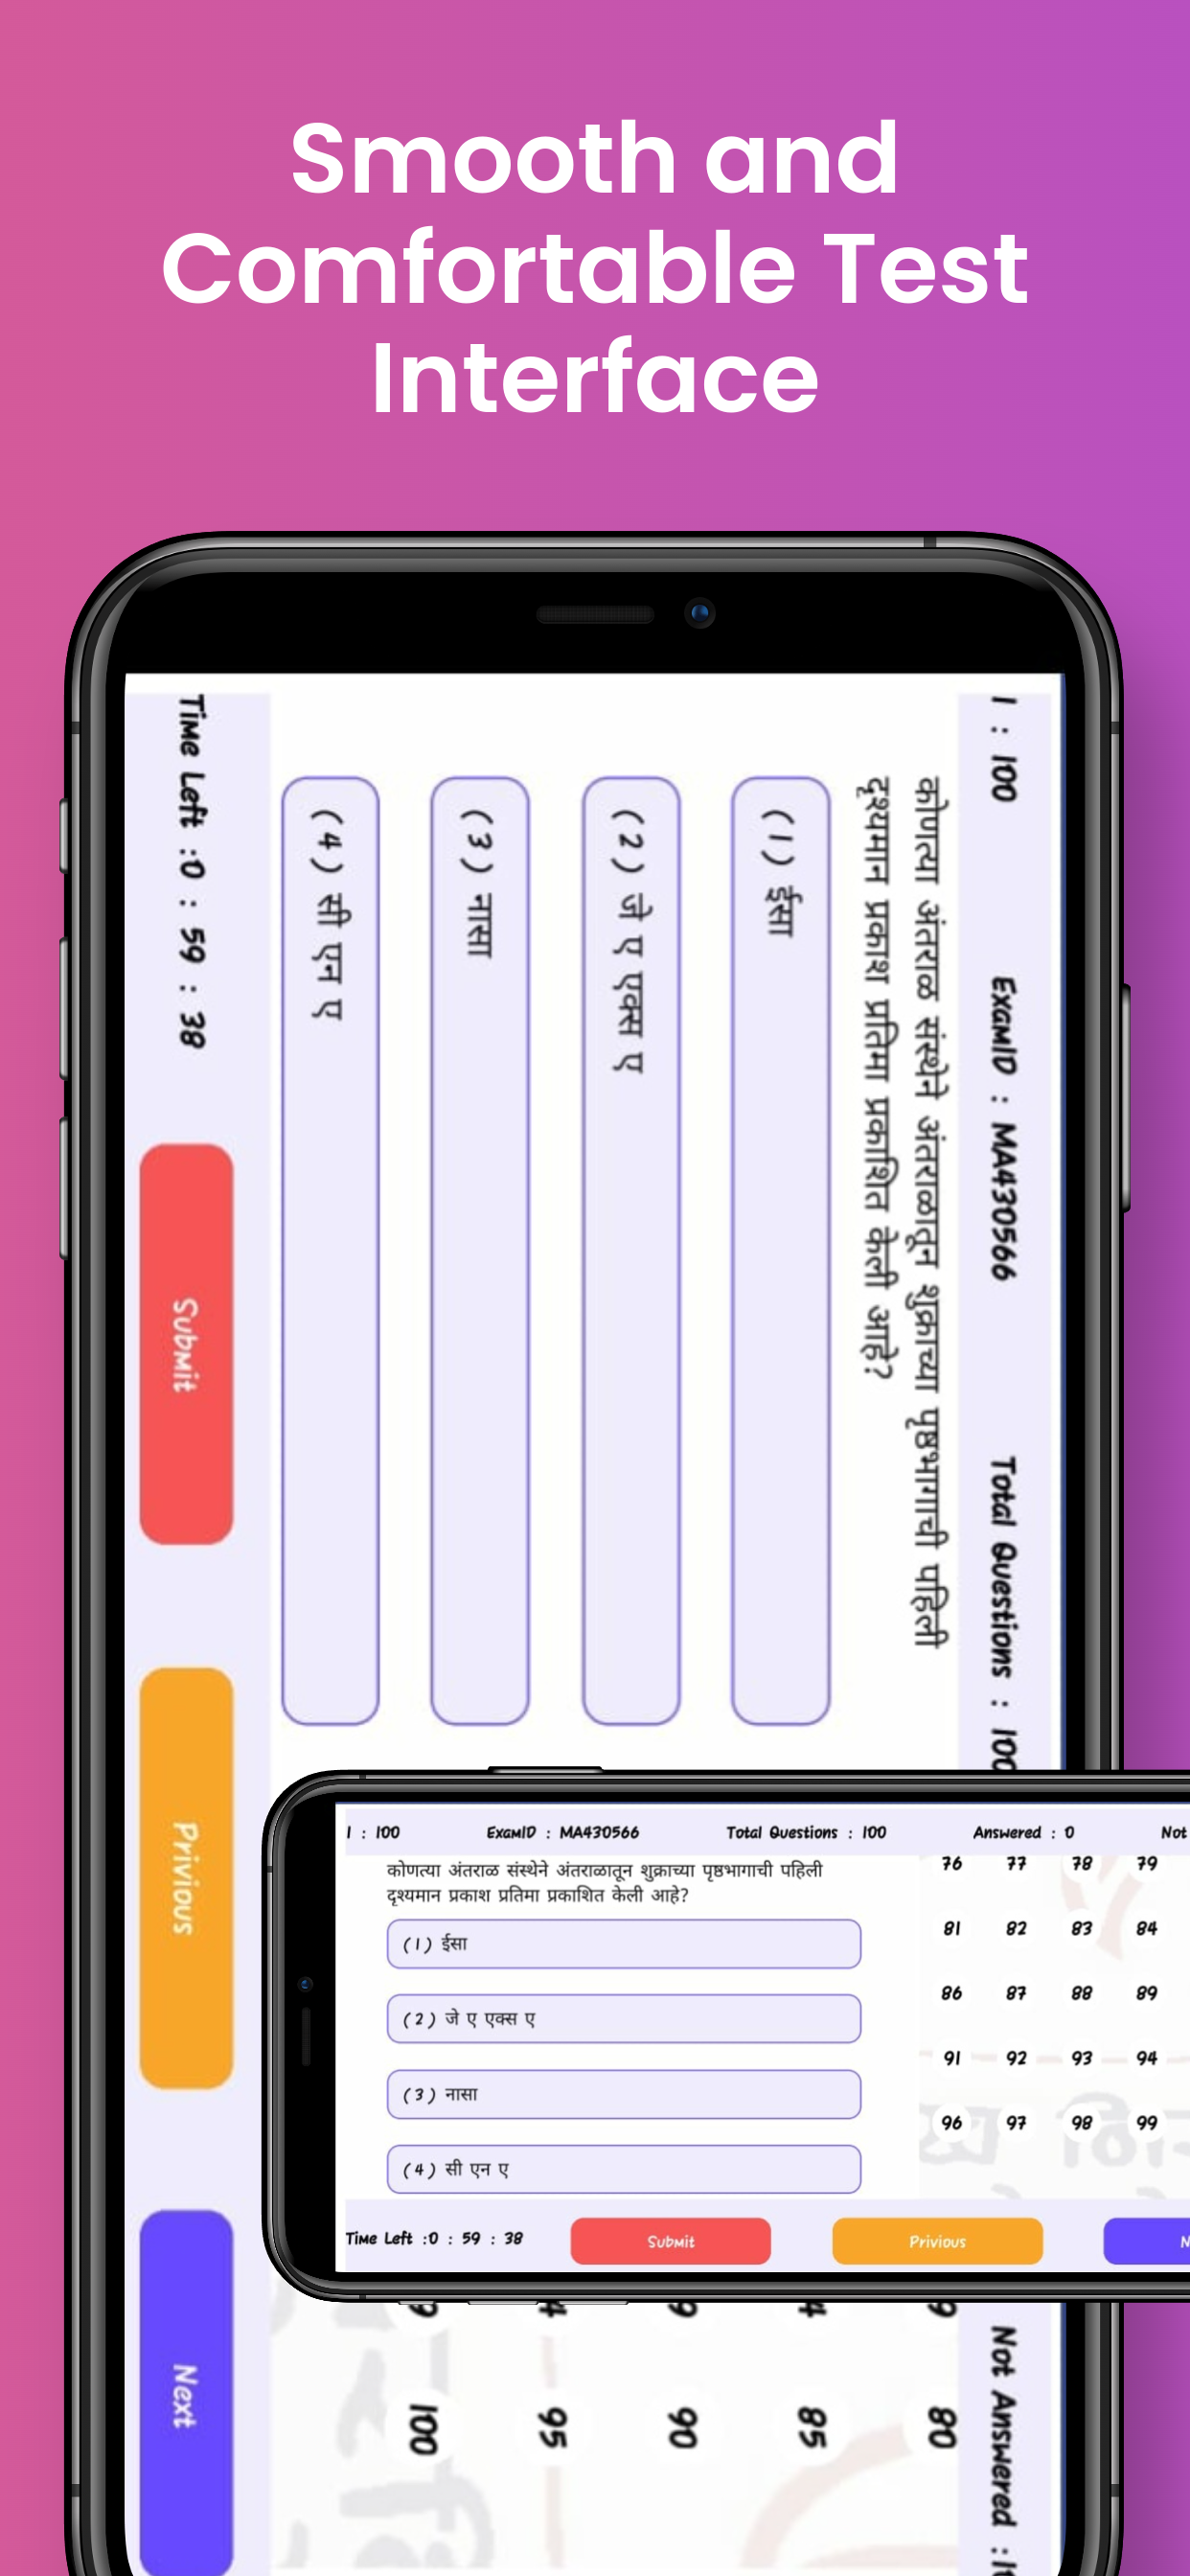 Smooth and
Comfortable Test
Interface
1 : 100 ExamID : MA430566 Total Questions : 100
Not Answered
कोणत्या अंतराळ संस्थेने अंतराळातून शुक्राच्या पृष्ठभागाची पहिली
दृश्यमान प्रकाश प्रतिमा प्रकाशित केली आहे?
(1) ईसा
(2) जे ए एक्स ए
(3) नासा
(4) सी एन ए
80
85
90
95
100
Time Left :0 : 59 : 38 Submit Privious Next
1 : 100 ExamID : MA430566 Total Questions : 100 Answered : 0 Not
कोणत्या अंतराळ संस्थेने अंतराळातून शुक्राच्या पृष्ठभागाची पहिली
दृश्यमान प्रकाश प्रतिमा प्रकाशित केली आहे?
(1) ईसा
(2) जे ए एक्स ए
(3) नासा
(4) सी एन ए
76 77 78 79
81 82 83 84
86 87 88 89
91 92 93 94
96 97 98 99
Time Left :0 : 59 : 38 Submit Privious N